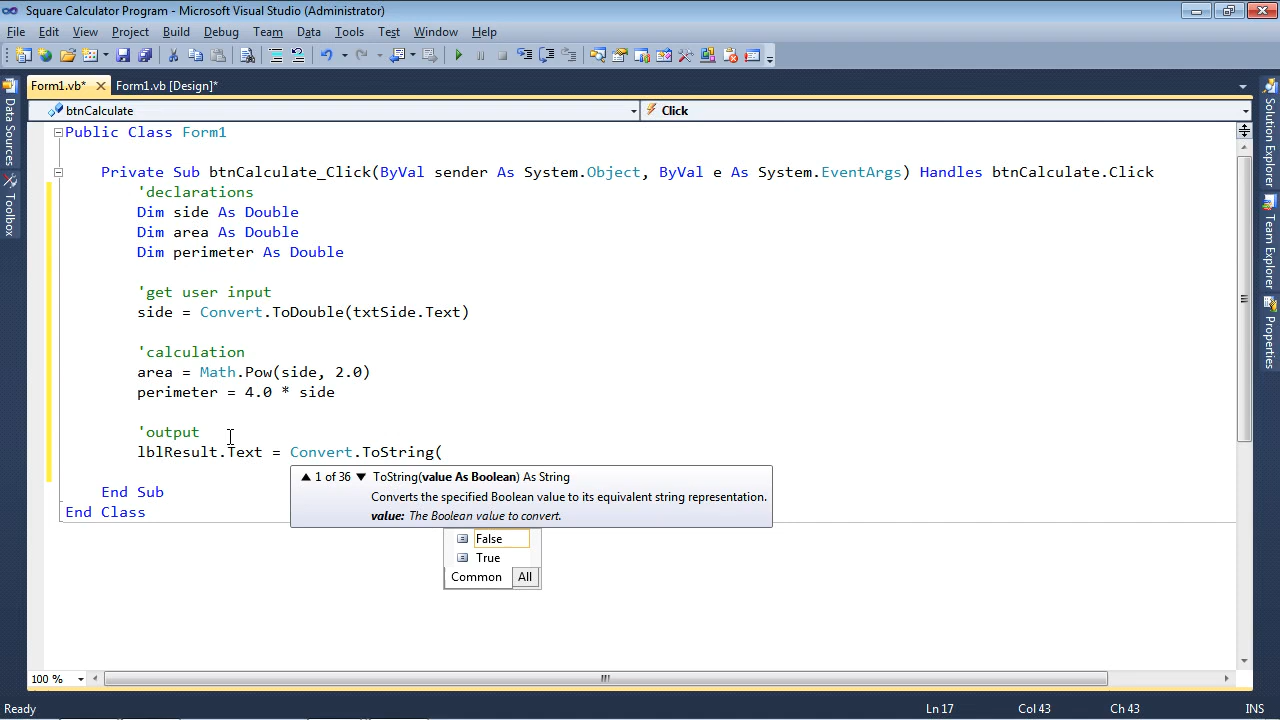 Square Calculator Program - Microsoft Visual Studio (Administrator)
File Edit View Project Build Debug Team Data Tools Test Window Help
Form1.vb* Form1.vb [Design]*
btnCalculate Click
Public Class Form1
Private Sub btnCalculate_Click(ByVal sender As System.Object, ByVal e As System.EventArgs) Handles btnCalculate.Click
'declarations
Dim side As Double
Dim area As Double
Dim perimeter As Double
'get user input
side = Convert.ToDouble(txtSide.Text)
'calculation
area = Math.Pow(side, 2.0)
perimeter = 4.0 * side
'output
lblResult.Text = Convert.ToString(
1 of 36 ToString(value As Boolean) As String
Converts the specified Boolean value to its equivalent string representation.
value: The Boolean value to convert.
End Sub
End Class
False
True
Common All
Data Sources
Toolbox
Solution Explorer
Team Explorer
Properties
100 %
Ready Ln 17 Col 43 Ch 43 INS